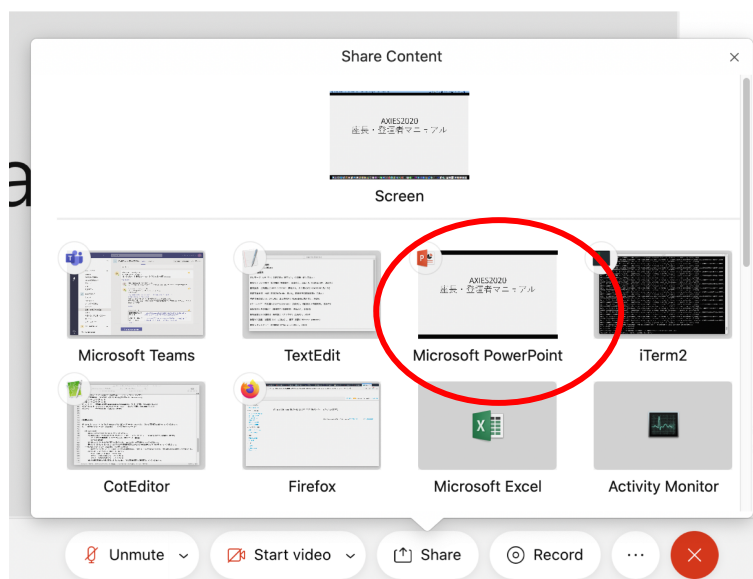 a
Share Content
AXIES2020
座長・登壇者マニュアル
Screen
AXIES2020
座長・登壇者マニュアル
Microsoft Teams
TextEdit
Microsoft PowerPoint
iTerm2
CotEditor
Firefox
Microsoft Excel
Activity Monitor
Unmute
Start video
Share
Record